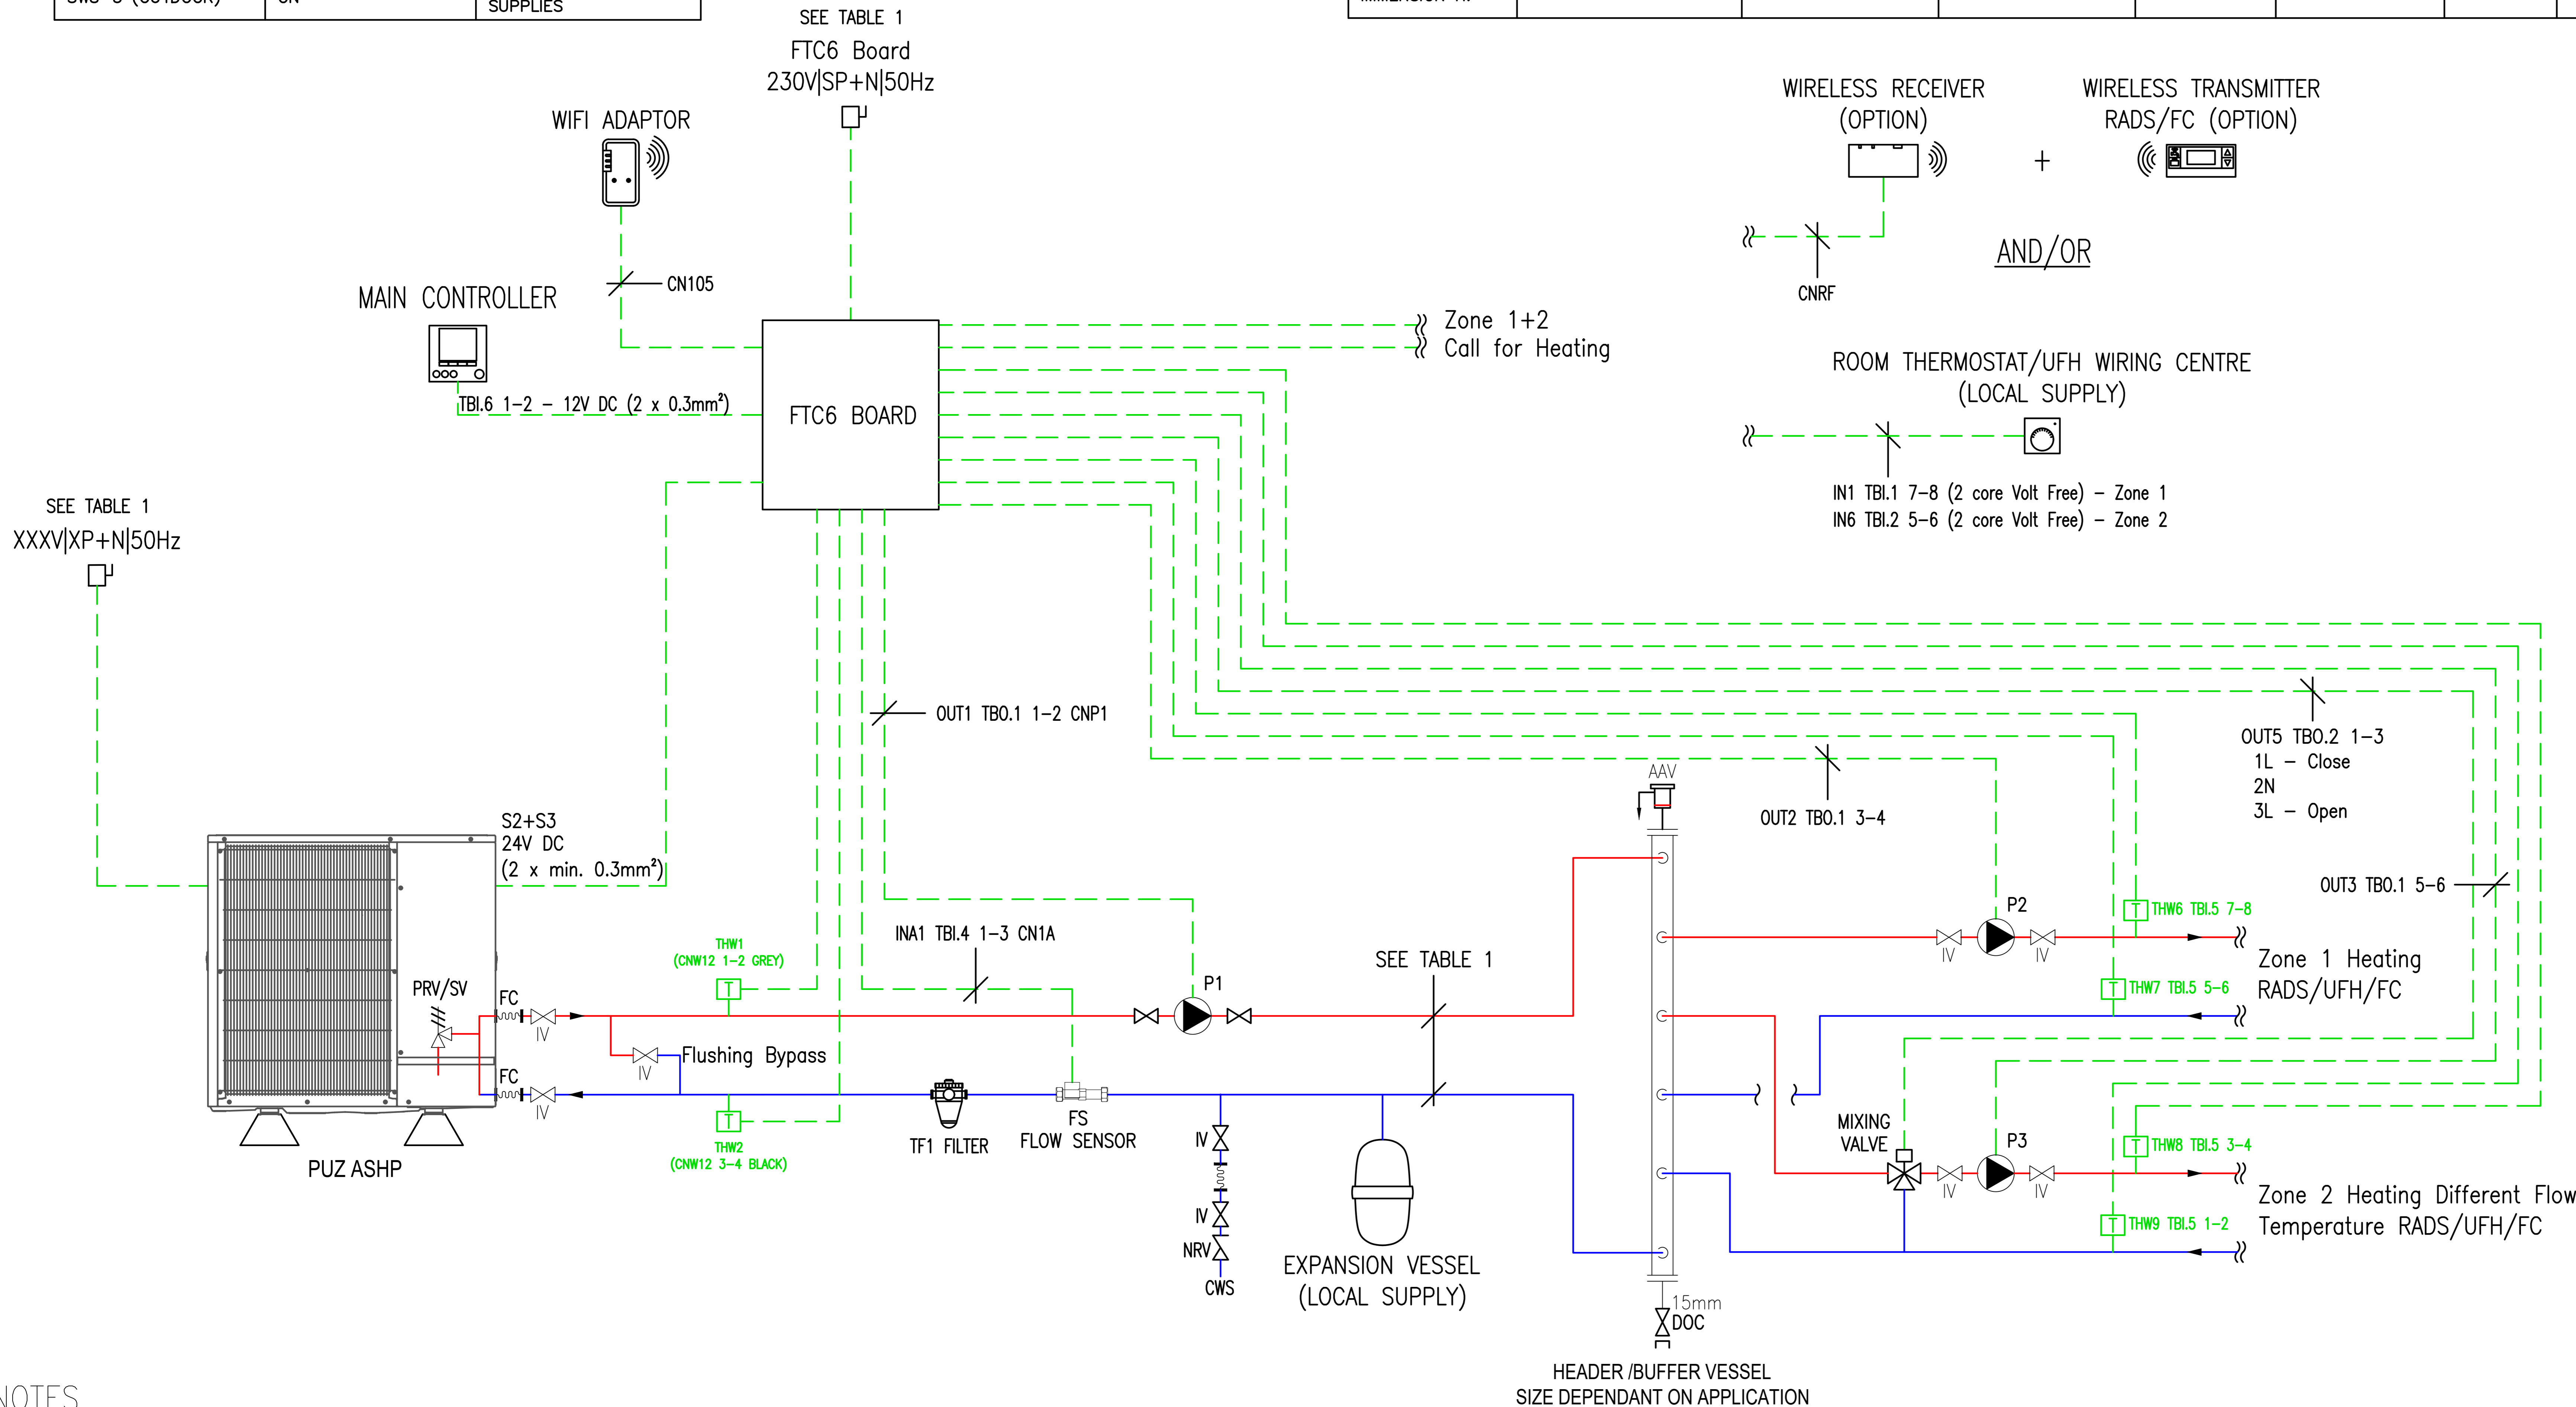 SUPPLIES
SEE TABLE 1
FTC6 Board
230V|SP+N|50Hz
WIFI ADAPTOR
CN105
MAIN CONTROLLER
TBI.6 1-2 - 12V DC (2 x 0.3mm²)
FTC6 BOARD
Zone 1+2
Call for Heating
WIRELESS RECEIVER
(OPTION)
+
WIRELESS TRANSMITTER
RADS/FC (OPTION)
CNRF
AND/OR
ROOM THERMOSTAT/UFH WIRING CENTRE
(LOCAL SUPPLY)
IN1 TBI.1 7-8 (2 core Volt Free) - Zone 1
IN6 TBI.2 5-6 (2 core Volt Free) - Zone 2
SEE TABLE 1
XXXV|XP+N|50Hz
OUT1 TBO.1 1-2 CNP1
OUT5 TBO.2 1-3
1L - Close
2N
3L - Open
OUT2 TBO.1 3-4
OUT3 TBO.1 5-6
AAV
S2+S3
24V DC
(2 x min. 0.3mm²)
PRV/SV
FC
IV
FC
IV
PUZ ASHP
THW1
(CNW12 1-2 GREY)
Flushing Bypass
IV
THW2
(CNW12 3-4 BLACK)
INA1 TBI.4 1-3 CN1A
P1
SEE TABLE 1
TF1 FILTER
FS
FLOW SENSOR
IV
IV
NRV
CWS
EXPANSION VESSEL
(LOCAL SUPPLY)
15mm
DOC
HEADER /BUFFER VESSEL
SIZE DEPENDANT ON APPLICATION
P2
IV
IV
T
THW6 TBI.5 7-8
Zone 1 Heating
RADS/UFH/FC
T
THW7 TBI.5 5-6
MIXING
VALVE
P3
IV
IV
T
THW8 TBI.5 3-4
Zone 2 Heating Different Flow
Temperature RADS/UFH/FC
T
THW9 TBI.5 1-2
T
T
NOTES